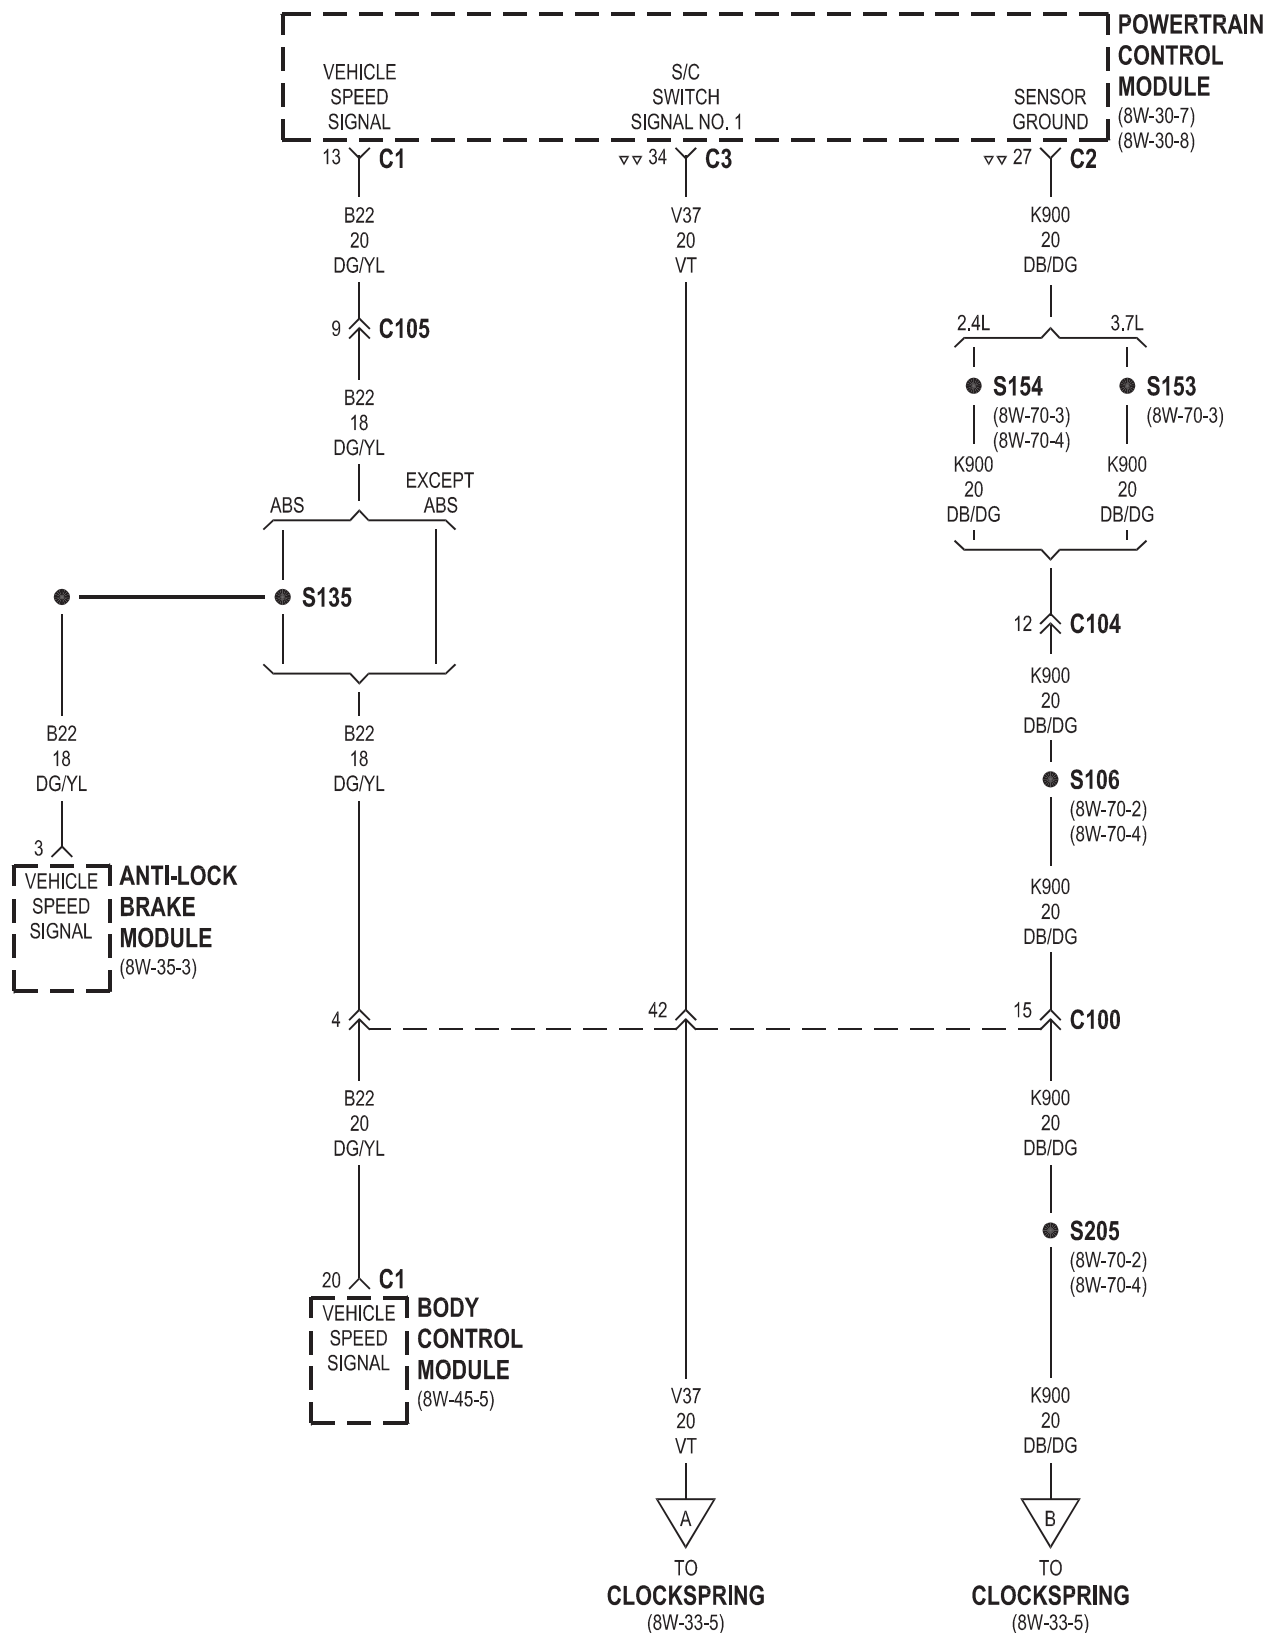 POWERTRAIN
CONTROL
MODULE
(8W-30-7)
(8W-30-8)
VEHICLE
SPEED
SIGNAL
S/C
SWITCH
SIGNAL NO. 1
SENSOR
GROUND
13 C1
34 C3
27 C2
B22
20
DG/YL
V37
20
VT
K900
20
DB/DG
9 C105
2.4L
3.7L
S154
(8W-70-3)
(8W-70-4)
S153
(8W-70-3)
B22
18
DG/YL
K900
20
DB/DG
K900
20
DB/DG
ABS
EXCEPT
ABS
S135
12 C104
K900
20
DB/DG
B22
18
DG/YL
B22
18
DG/YL
S106
(8W-70-2)
(8W-70-4)
3
VEHICLE
SPEED
SIGNAL
ANTI-LOCK
BRAKE
MODULE
(8W-35-3)
K900
20
DB/DG
4
42
15 C100
B22
20
DG/YL
K900
20
DB/DG
S205
(8W-70-2)
(8W-70-4)
20 C1
VEHICLE
SPEED
SIGNAL
BODY
CONTROL
MODULE
(8W-45-5)
V37
20
VT
K900
20
DB/DG
A
TO
CLOCKSPRING
(8W-33-5)
B
TO
CLOCKSPRING
(8W-33-5)